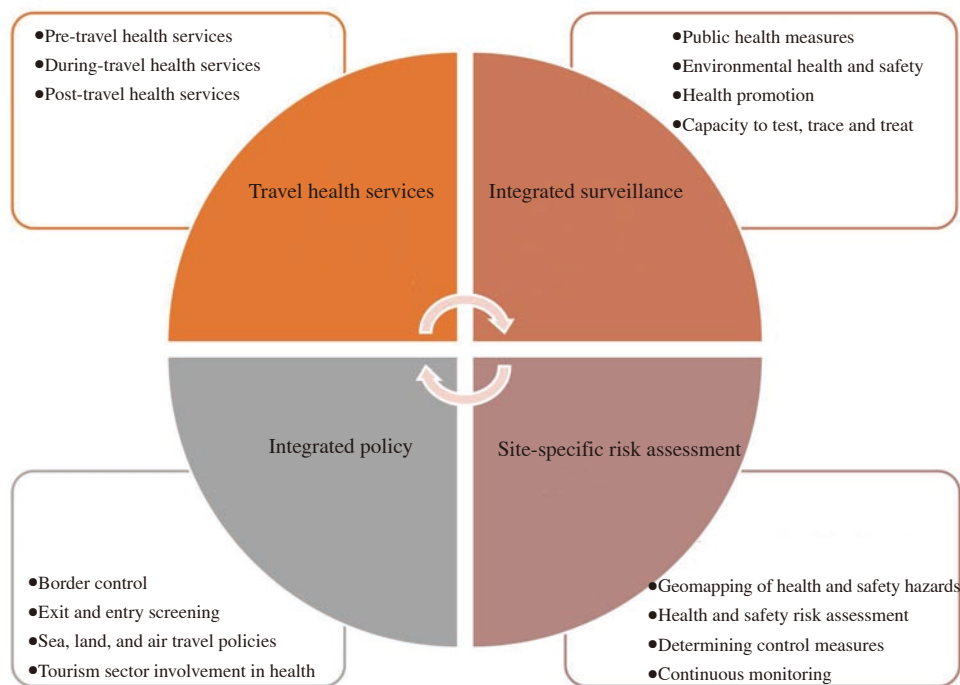 ●Pre-travel health services
●During-travel health services
●Post-travel health services
●Public health measures
●Environmental health and safety
●Health promotion
●Capacity to test, trace and treat
Travel health services
Integrated surveillance
Integrated policy
Site-specific risk assessment
●Border control
●Exit and entry screening
●Sea, land, and air travel policies
●Tourism sector involvement in health
●Geomapping of health and safety hazards
●Health and safety risk assessment
●Determining control measures
●Continuous monitoring